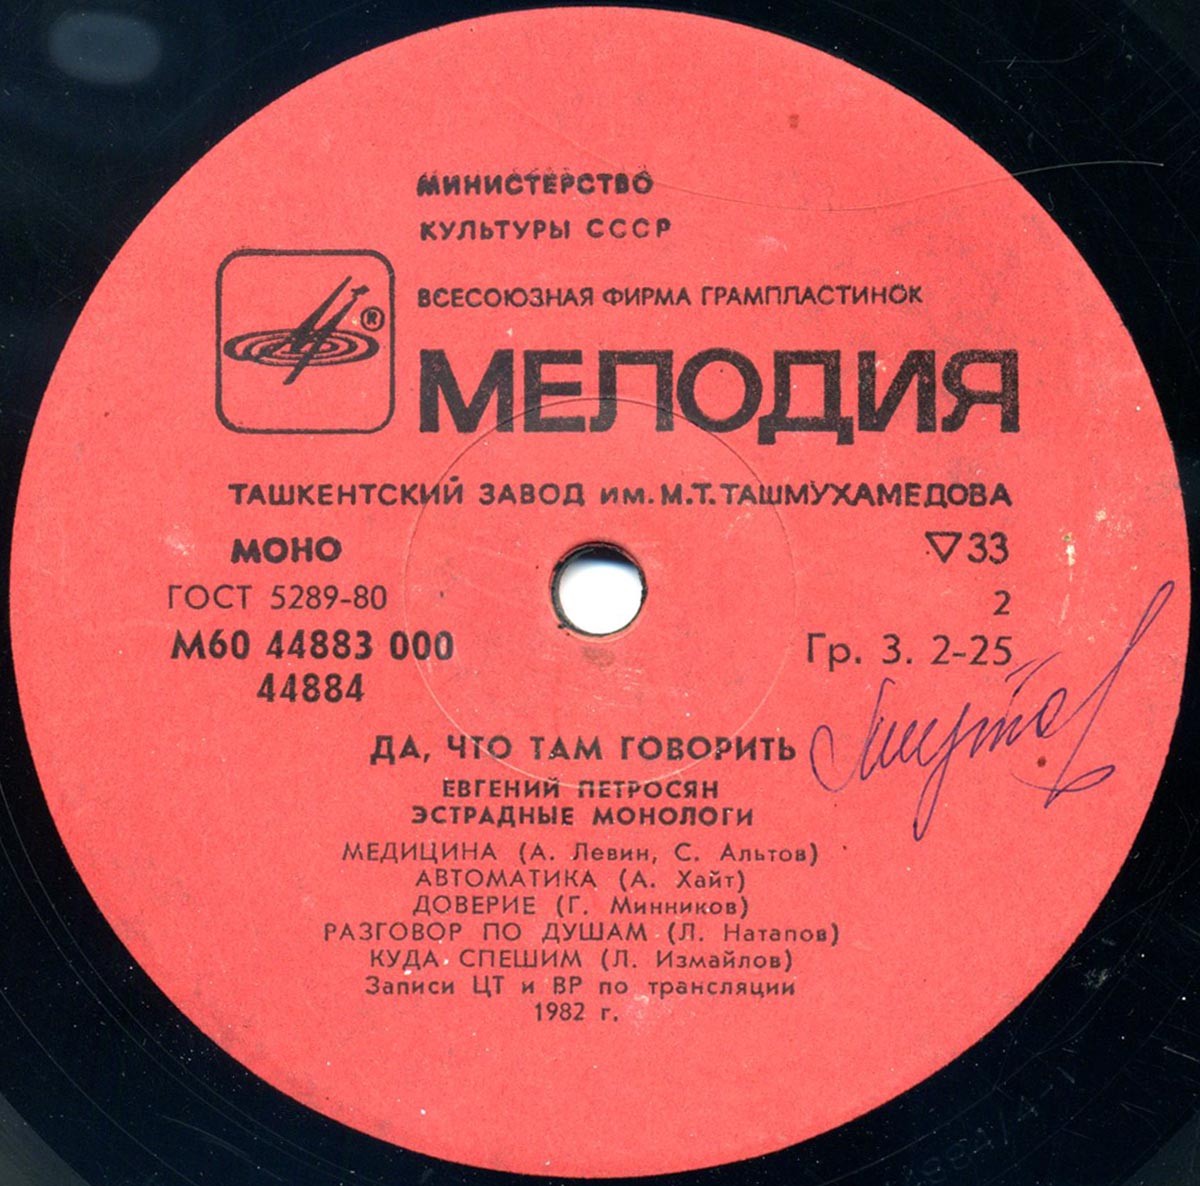 МИНИСТЕРСТВО
КУЛЬТУРЫ СССР
ВСЕСОЮЗНАЯ ФИРМА ГРАМПЛАСТИНОК
®
МЕЛОДИЯ
ТАШКЕНТСКИЙ ЗАВОД ИМ. М.Т. ТАШМУХАМЕДОВА
МОНО ▽33
ГОСТ 5289-80 2
М60 44883 000 Гр. 3. 2-25
44884
ДА, ЧТО ТАМ ГОВОРИТЬ
ЕВГЕНИЙ ПЕТРОСЯН
ЭСТРАДНЫЕ МОНОЛОГИ
МЕДИЦИНА (А. Левин, С. Альтов)
АВТОМАТИКА (А. Хайт)
ДОВЕРИЕ (Г. Минников)
РАЗГОВОР ПО ДУШАМ (Л. Натапов)
КУДА СПЕШИМ (Л. Измайлов)
Записи ЦТ и ВР по трансляции
1982 г.